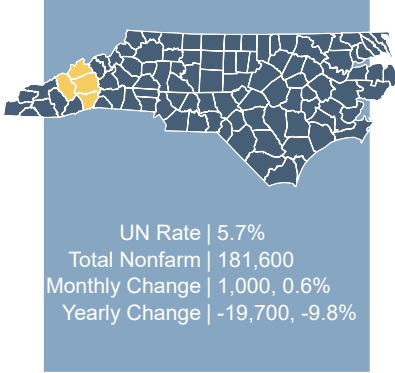 UN Rate | 5.7%
Total Nonfarm | 181,600
Monthly Change | 1,000, 0.6%
Yearly Change | -19,700, -9.8%